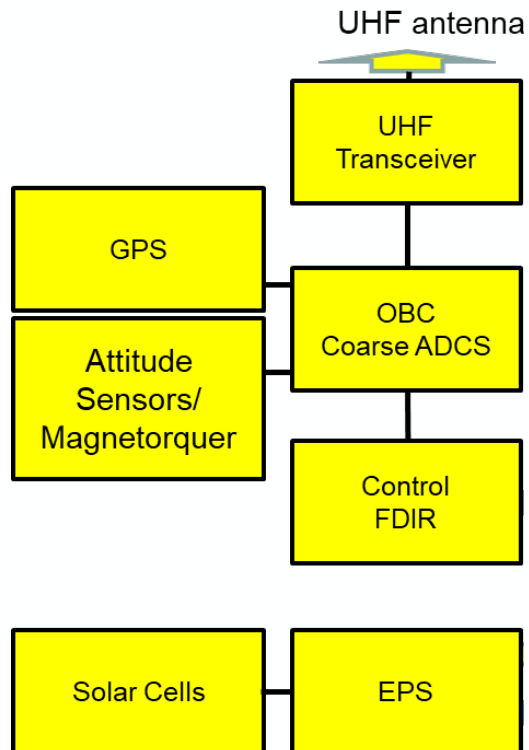 UHF antenna
UHF
Transceiver
GPS
OBC
Coarse ADCS
Attitude
Sensors/
Magnetorquer
Control
FDIR
Solar Cells
EPS